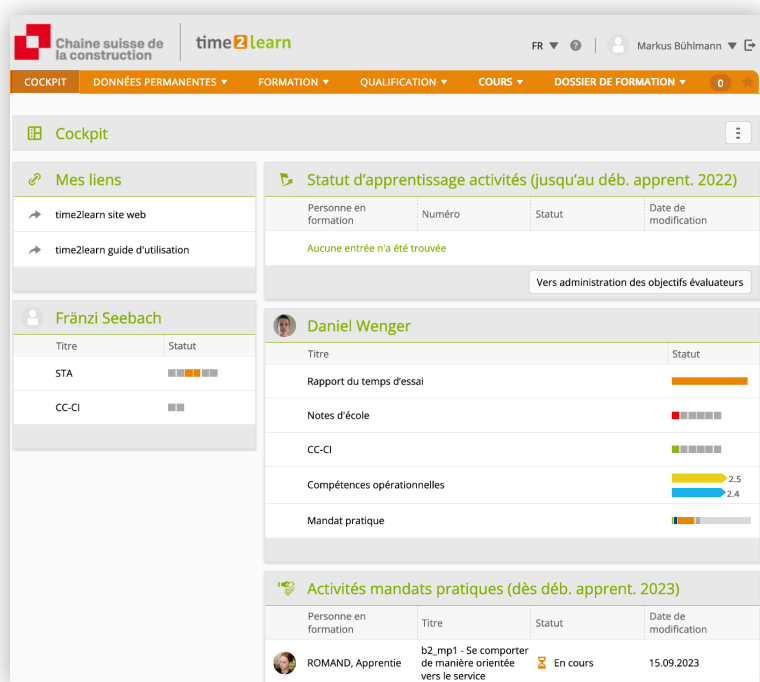 Chaîne suisse de
la construction
time2learn
FR
Markus Bühlmann
COCKPIT
DONNÉES PERMANENTES
FORMATION
QUALIFICATION
COURS
DOSSIER DE FORMATION
0
Cockpit
Mes liens
time2learn site web
time2learn guide d'utilisation
Fränzi Seebach
Titre Statut
STA
CC-CI
Statut d'apprentissage activités (jusqu'au déb. apprent. 2022)
Personne en
formation
Numéro
Statut
Date de
modification
Aucune entrée n'a été trouvée
Vers administration des objectifs évaluateurs
Daniel Wenger
Titre Statut
Rapport du temps d'essai
Notes d'école
CC-CI
Compétences opérationnelles
2.5
2.4
Mandat pratique
Activités mandats pratiques (dès déb. apprent. 2023)
Personne en
formation
Titre
Statut
Date de
modification
ROMAND, Apprentie
b2_mp1 - Se comporter
de manière orientée
vers le service
En cours
15.09.2023